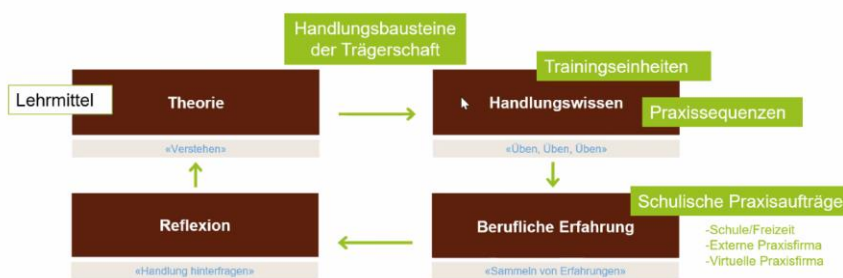 Handlungsbausteine
der Trägerschaft
Trainingseinheiten
Lehrmittel
Theorie
Handlungswissen
Praxissequenzen
«Verstehen»
«Üben, Üben, Üben»
Schulische Praxisaufträge
Reflexion
Berufliche Erfahrung
-Schule/Freizeit
-Externe Praxisfirma
-Virtuelle Praxisfirma
«Handlung hinterfragen»
«Sammeln von Erfahrungen»